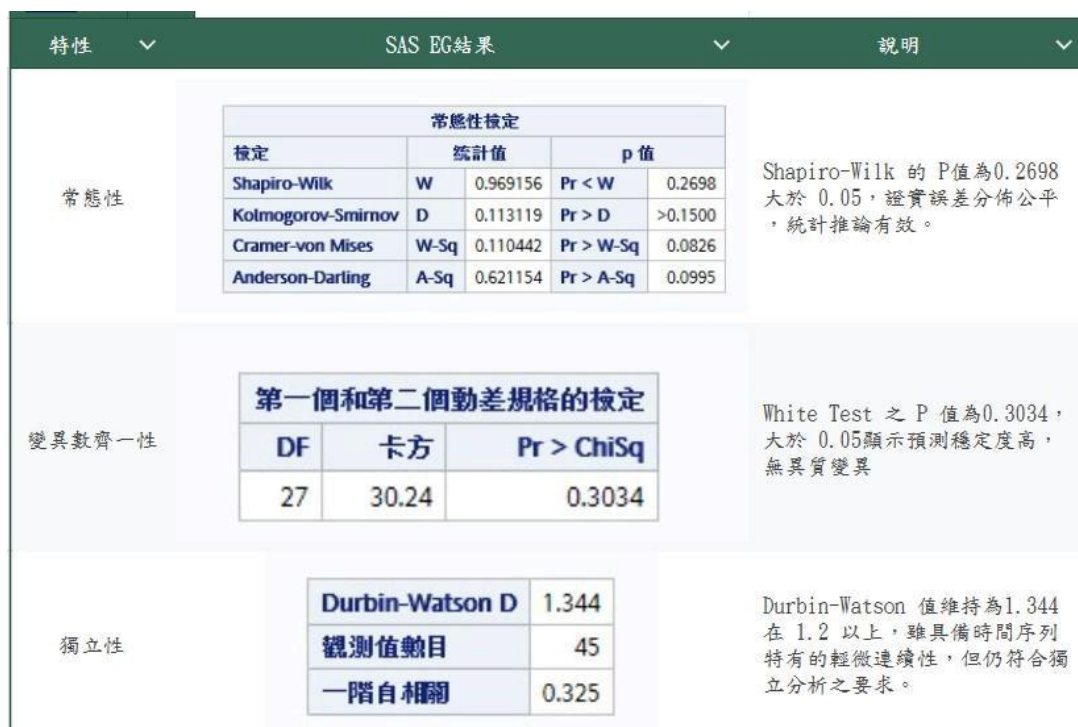 特性 SAS EG結果 說明
常態性檢定
檢定 統計值 p 值
Shapiro-Wilk W 0.969156 Pr < W 0.2698
Kolmogorov-Smirnov D 0.113119 Pr > D >0.1500
Cramer-von Mises W-Sq 0.110442 Pr > W-Sq 0.0826
Anderson-Darling A-Sq 0.621154 Pr > A-Sq 0.0995
常態性
Shapiro-Wilk 的 P值為0.2698
大於 0.05,證實誤差分佈公平
,統計推論有效。
第一個和第二個動差規格的檢定
DF 卡方 Pr > ChiSq
27 30.24 0.3034
變異數齊一性
White Test 之 P 值為0.3034,
大於 0.05顯示預測穩定度高,
無異質變異
Durbin-Watson D 1.344
觀測值數目 45
一階自相關 0.325
獨立性
Durbin-Watson 值維持為1.344
在 1.2 以上,雖具備時間序列
特有的輕微連續性,但仍符合獨
立分析之要求。